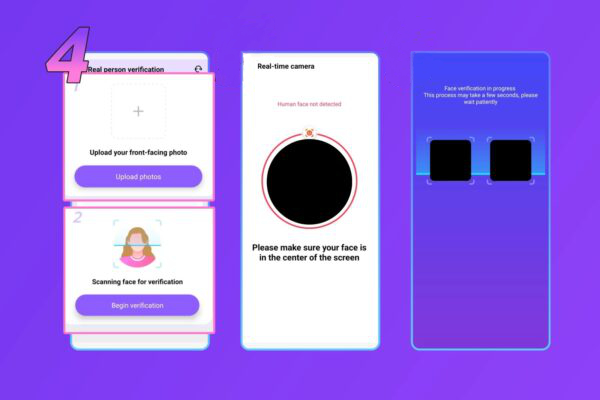 4
Real person verification
1
Upload your front-facing photo
Upload photos
2
Scanning face for verification
Begin verification
Real-time camera
Human face not detected
Please make sure your face is
in the center of the screen
Face verification in progress
This process may take a few seconds, please
wait patiently